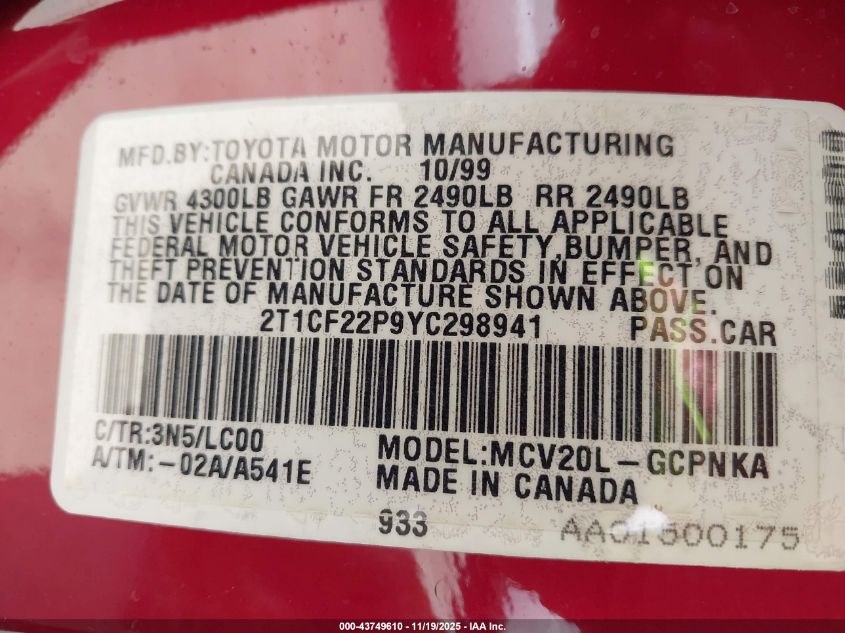 MFD.BY:TOYOTA MOTOR MANUFACTURING
CANADA INC. 10/99
GVWR 4300LB GAWR FR 2490LB RR 2490LB
THIS VEHICLE CONFORMS TO ALL APPLICABLE
FEDERAL MOTOR VEHICLE SAFETY,BUMPER, AND
THEFT PREVENTION STANDARDS IN EFFECT ON
THE DATE OF MANUFACTURE SHOWN ABOVE.
2T1CF22P9YC298941 PASS.CAR
C/TR:3N5/LC00 MODEL:MCV20L-GCPNKA
A/TM:-02A/A541E MADE IN CANADA
933 AA01600175
000-43749610 - 11/19/2025 - IAA Inc.